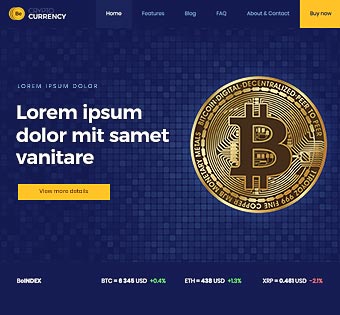 Be CRYPTO
CURRENCY
Home Features Blog FAQ About & Contact Buy now
LOREM IPSUM DOLOR
Lorem ipsum
dolor mit samet
vanitare
View more details
BITCOIN DIGITAL DECENTRALIZED PEER TO PEER
BeINDEX BTC = 8 345 USD +0.4% ETH = 438 USD +1.3% XRP = 0.461 USD -2.1%